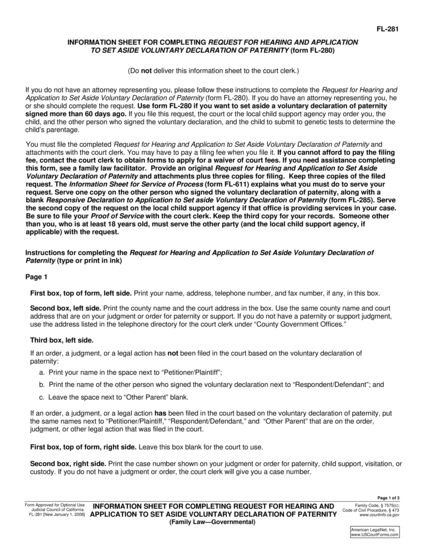 FL-281
INFORMATION SHEET FOR COMPLETING REQUEST FOR HEARING AND APPLICATION
TO SET ASIDE VOLUNTARY DECLARATION OF PATERNITY (form FL-280)
(Do not deliver this information sheet to the court clerk.)
If you do not have an attorney representing you, please follow these instructions to complete the Request for Hearing and
Application to Set Aside Voluntary Declaration of Paternity (form FL-280). If you do have an attorney representing you, he
or she should complete the request. Use form FL-280 if you want to set aside a voluntary declaration of paternity
signed more than 60 days ago. If you file this request, the court or the local child support agency may order you, the
child, and the other person who signed the voluntary declaration, and the child to submit to genetic tests to determine the
child's parentage.
You must file the completed Request for Hearing and Application to Set Aside Voluntary Declaration of Paternity and
attachments with the court clerk. You may have to pay a filing fee when you file it. If you cannot afford to pay the filing
fee, contact the court clerk to obtain forms to apply for a waiver of court fees. If you need assistance completing
this form, see a family law facilitator. Provide an original Request for Hearing and Application to Set Aside
Voluntary Declaration of Paternity and attachments plus three copies for filing. Keep three copies of the filed
request. The Information Sheet for Service of Process (form FL-611) explains what you must do to serve your
request. Serve one copy on the other person who signed the voluntary declaration of paternity, along with a
blank Responsive Declaration to Application to Set aside Voluntary Declaration of Paternity (form FL-285). Serve
the second copy of the request on the local child support agency if that office is providing services in your case.
Be sure to file your Proof of Service with the court clerk. Keep the third copy for your records. Someone other
than you, who is at least 18 years old, must serve the other party (and the local child support agency, if
applicable) with the request.
Instructions for completing the Request for Hearing and Application to Set Aside Voluntary Declaration of
Paternity (type or print in ink)
Page 1
First box, top of form, left side. Print your name, address, telephone number, and fax number, if any, in this box.
Second box, left side. Print the county name and the court address in the box. Use the same county name and court
address that are on your judgment or order for paternity or support. If you do not have a paternity or support judgment,
use the address listed in the telephone directory for the court clerk under “County Government Offices.”
Third box, left side.
If an order, a judgment, or a legal action has not been filed in the court based on the voluntary declaration of
paternity:
a. Print your name in the space next to “Petitioner/Plaintiff”;
b. Print the name of the other person who signed the voluntary declaration next to “Respondent/Defendant”; and
c. Leave the space next to “Other Parent” blank.
If an order, a judgment, or a legal action has been filed in the court based on the voluntary declaration of paternity, put
the same names next to “Petitioner/Plaintiff,” “Respondent/Defendant,” and “Other Parent” that are on the order,
judgment, or other legal action that was filed in the court.
First box, top of form, right side. Leave this box blank for the court to use.
Second box, right side. Print the case number shown on your judgment or order for paternity, child support, visitation, or
custody. If you do not have a judgment or order, the court clerk will give you a case number.
Page 1 of 3
Form Approved for Optional Use
Judicial Council of California
FL-281 [New January 1, 2006]
INFORMATION SHEET FOR COMPLETING REQUEST FOR HEARING AND
APPLICATION TO SET ASIDE VOLUNTARY DECLARATION OF PATERNITY
(Family Law—Governmental)
Family Code, § 7575(c);
Code of Civil Procedure, § 473
www.courtinfo.ca.gov
American LegalNet, Inc.
www.USCourtForms.com